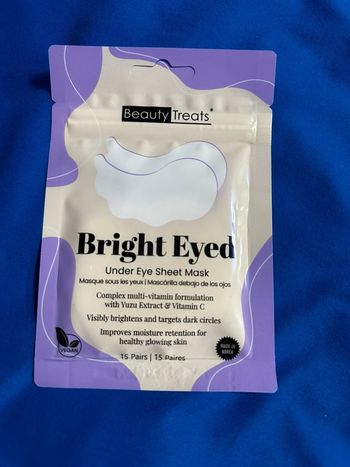 Beauty Treats
Bright Eyed
Under Eye Sheet Mask
Masque sous les yeux | Mascarilla debajo de los ojos
Complex multi-vitamin formulation
with Yuzu Extract & Vitamin C
Visibly brightens and targets dark circles
Improves moisture retention for
healthy glowing skin
15 Pairs | 15 Paires
VEGAN
MADE IN
KOREA